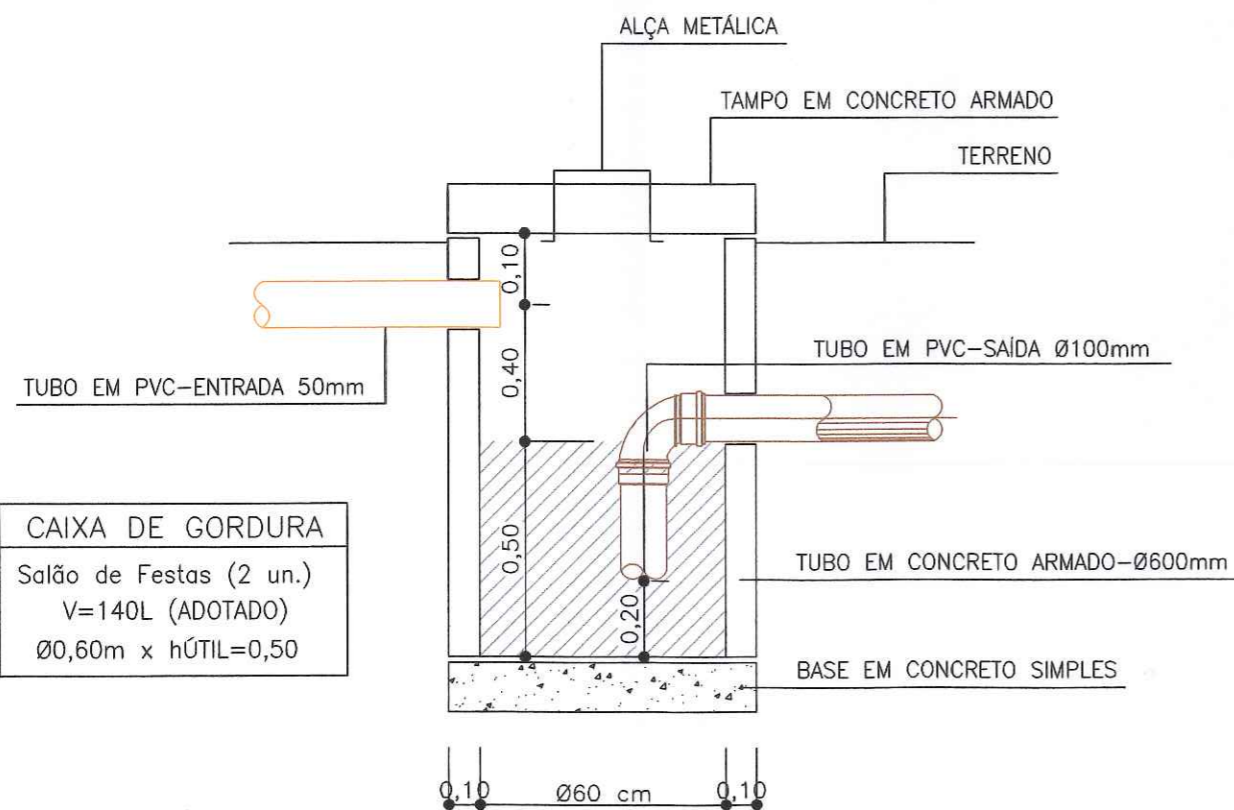 ALÇA METÁLICA
TAMPO EM CONCRETO ARMADO
TERRENO
0,10
TUBO EM PVC-SAÍDA Ø100mm
0,40
TUBO EM PVC-ENTRADA 50mm
CAIXA DE GORDURA
Salão de Festas (2 un.)
V=140L (ADOTADO)
Ø0,60m x hÚTIL=0,50
0,50
TUBO EM CONCRETO ARMADO-Ø600mm
0,20
BASE EM CONCRETO SIMPLES
0,10
Ø60 cm
0,10